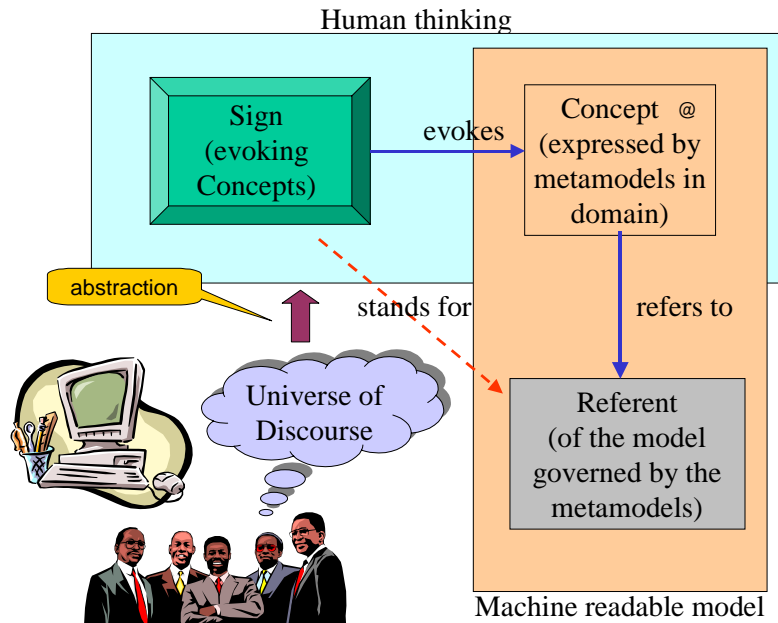 Human thinking
Sign
(evoking
Concepts)
evokes
Concept @
(expressed by
metamodels in
domain)
abstraction
stands for
refers to
Universe of
Discourse
Referent
(of the model
governed by the
metamodels)
Machine readable model